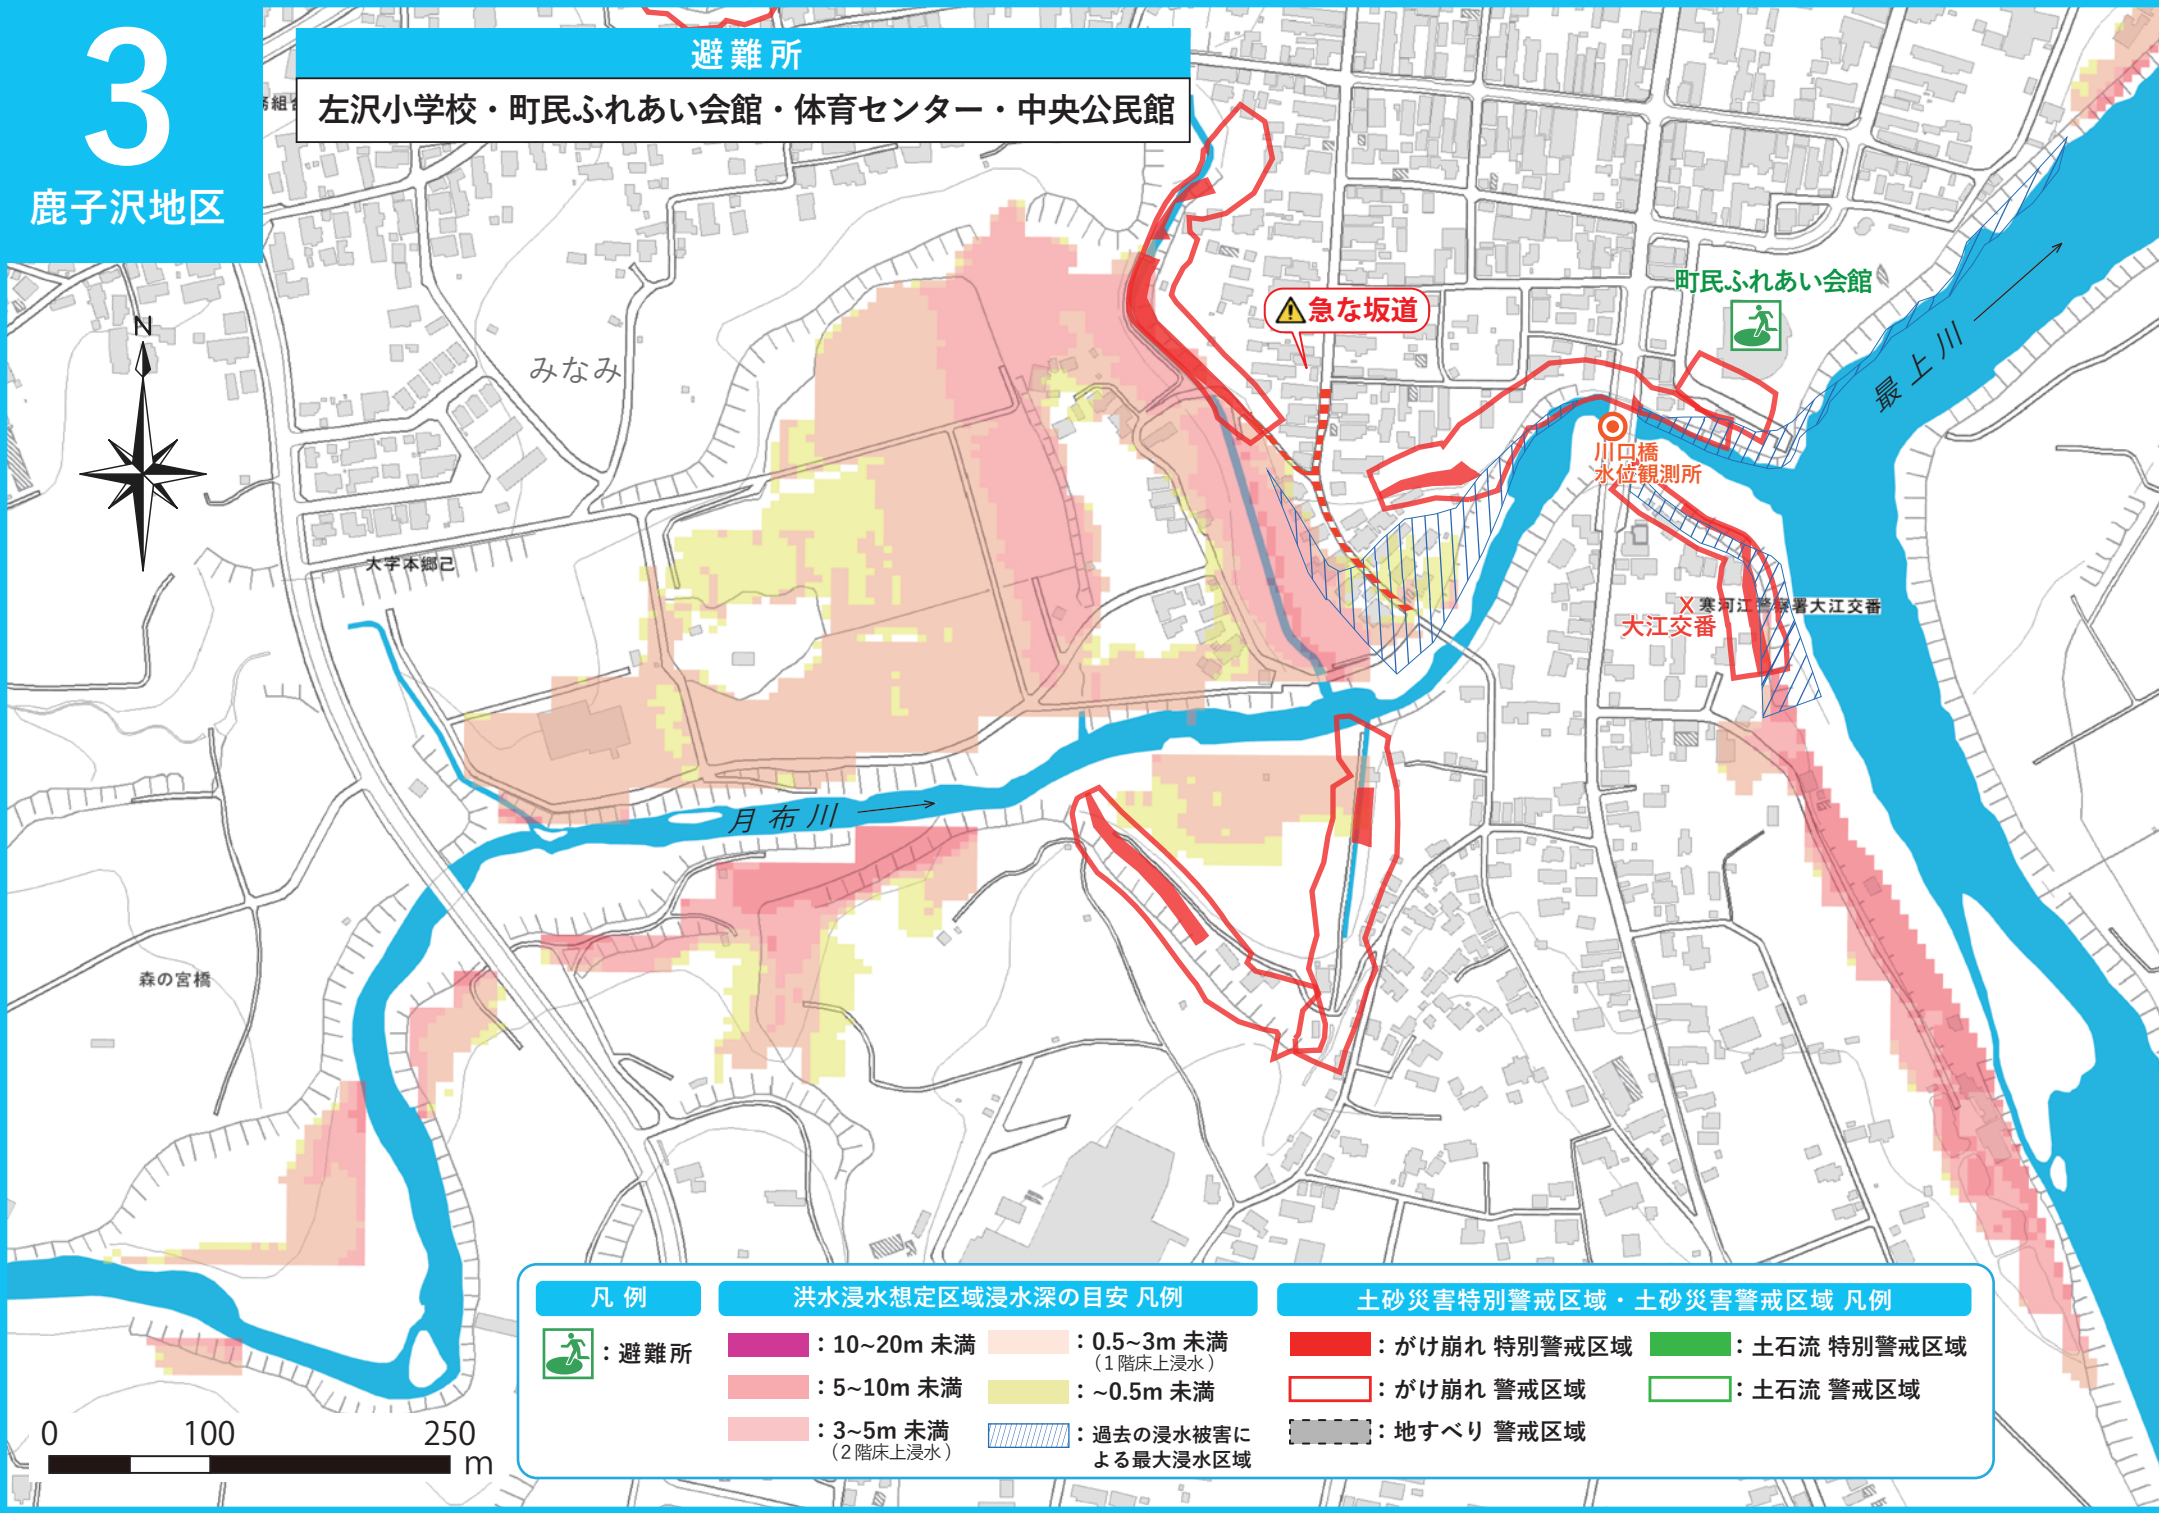 3
鹿子沢地区
避難所
左沢小学校・町民ふれあい会館・体育センター・中央公民館
務組合
町民ふれあい会館
急な坂道
N
みなみ
最上川
川口橋
水位観測所
大字本郷己
X 寒河江警察署大江交番
大江交番
月布川
森の宮橋
凡 例
：避難所
洪水浸水想定区域浸水深の目安 凡例
：10~20m 未満
：5~10m 未満
：3~5m 未満
（2階床上浸水）
：0.5~3m 未満
（1階床上浸水）
：~0.5m 未満
：過去の浸水被害に
よる最大浸水区域
土砂災害特別警戒区域・土砂災害警戒区域 凡例
：がけ崩れ 特別警戒区域
：がけ崩れ 警戒区域
：地すべり 警戒区域
：土石流 特別警戒区域
：土石流 警戒区域
0 100 250
m